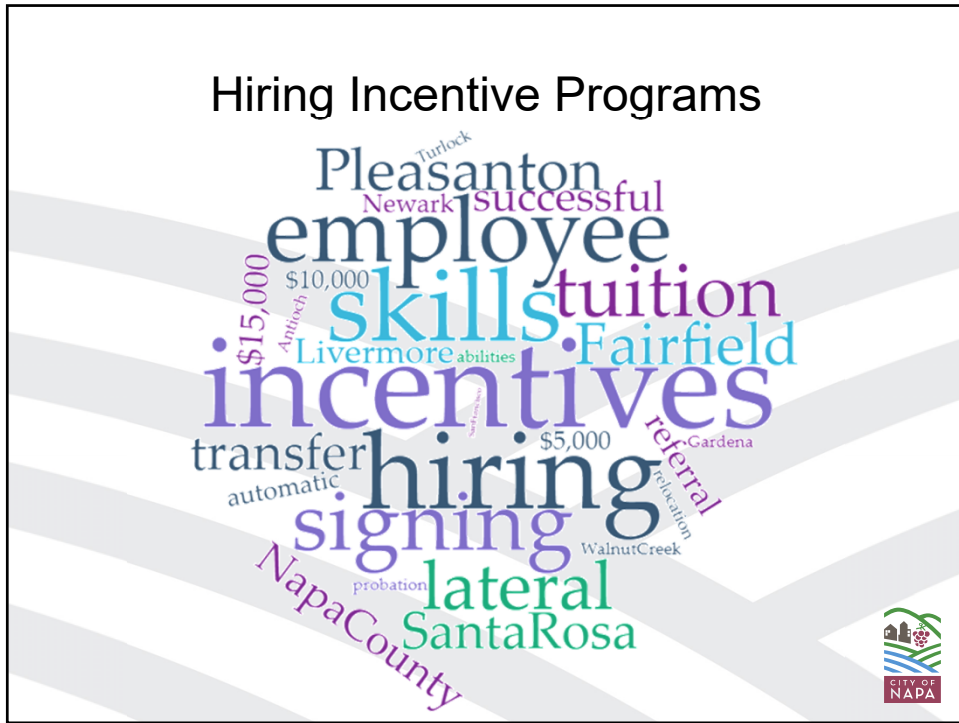 Hiring Incentive Programs
Turlock
Pleasanton
Newark
successful
employee
$15,000
$10,000
skills
tuition
Antioch
Livermore
abilities
Fairfield
incentives
transfer
hiring
$5,000
referral
Gardena
automatic
relocation
signing
WalnutCreek
NapaCounty
probation
lateral
SantaRosa
CITY OF
NAPA